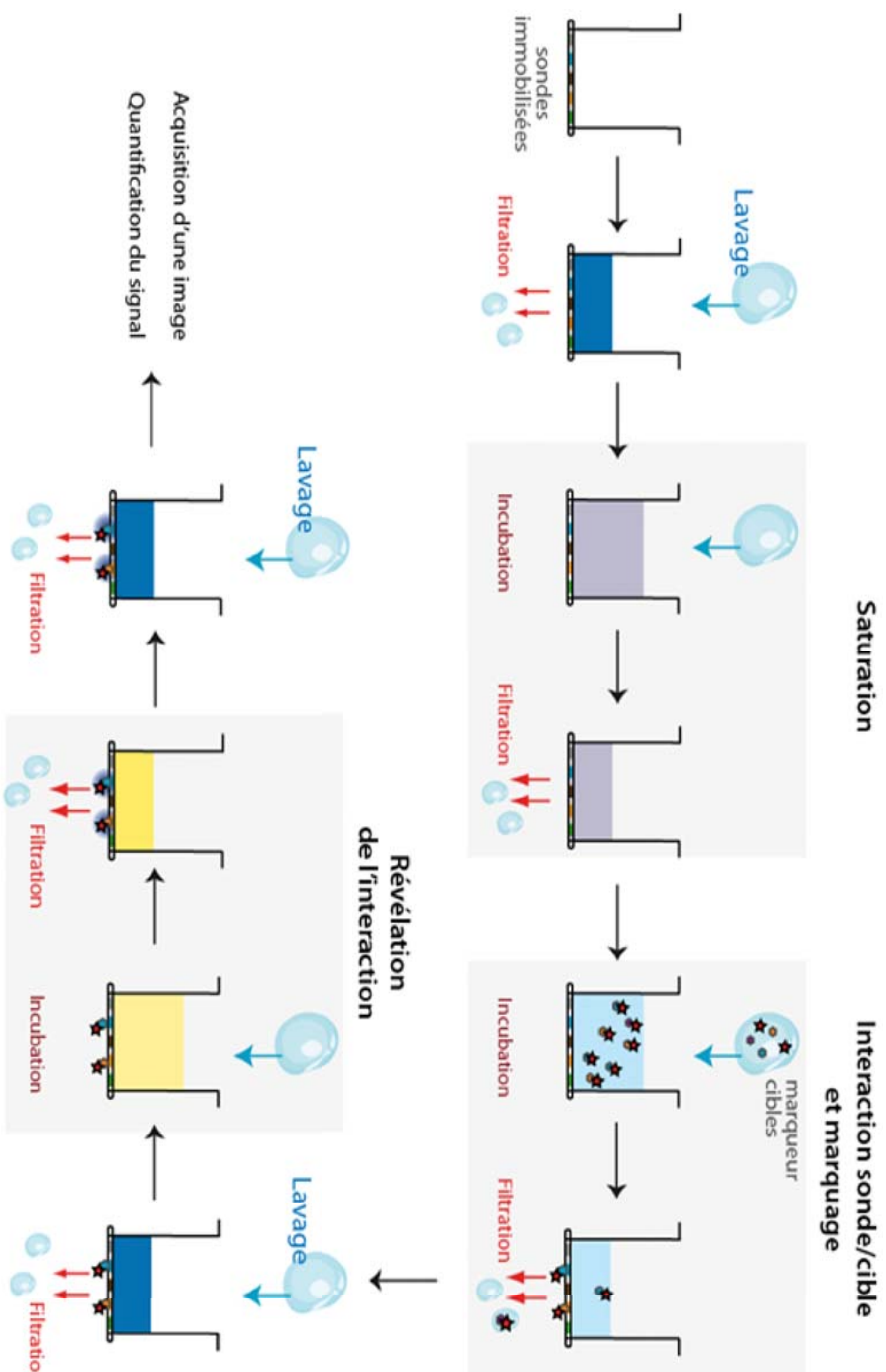 Saturation
Interaction sonde/cible
et marquage
Lavage
marqueur
cibles
sondes
immobilisées
Filtration
Incubation
Filtration
Incubation
Filtration
Révélation
de l'interaction
Lavage
Lavage
Acquisition d'une image
Quantification du signal
Filtration
Filtration
Incubation
Filtratio